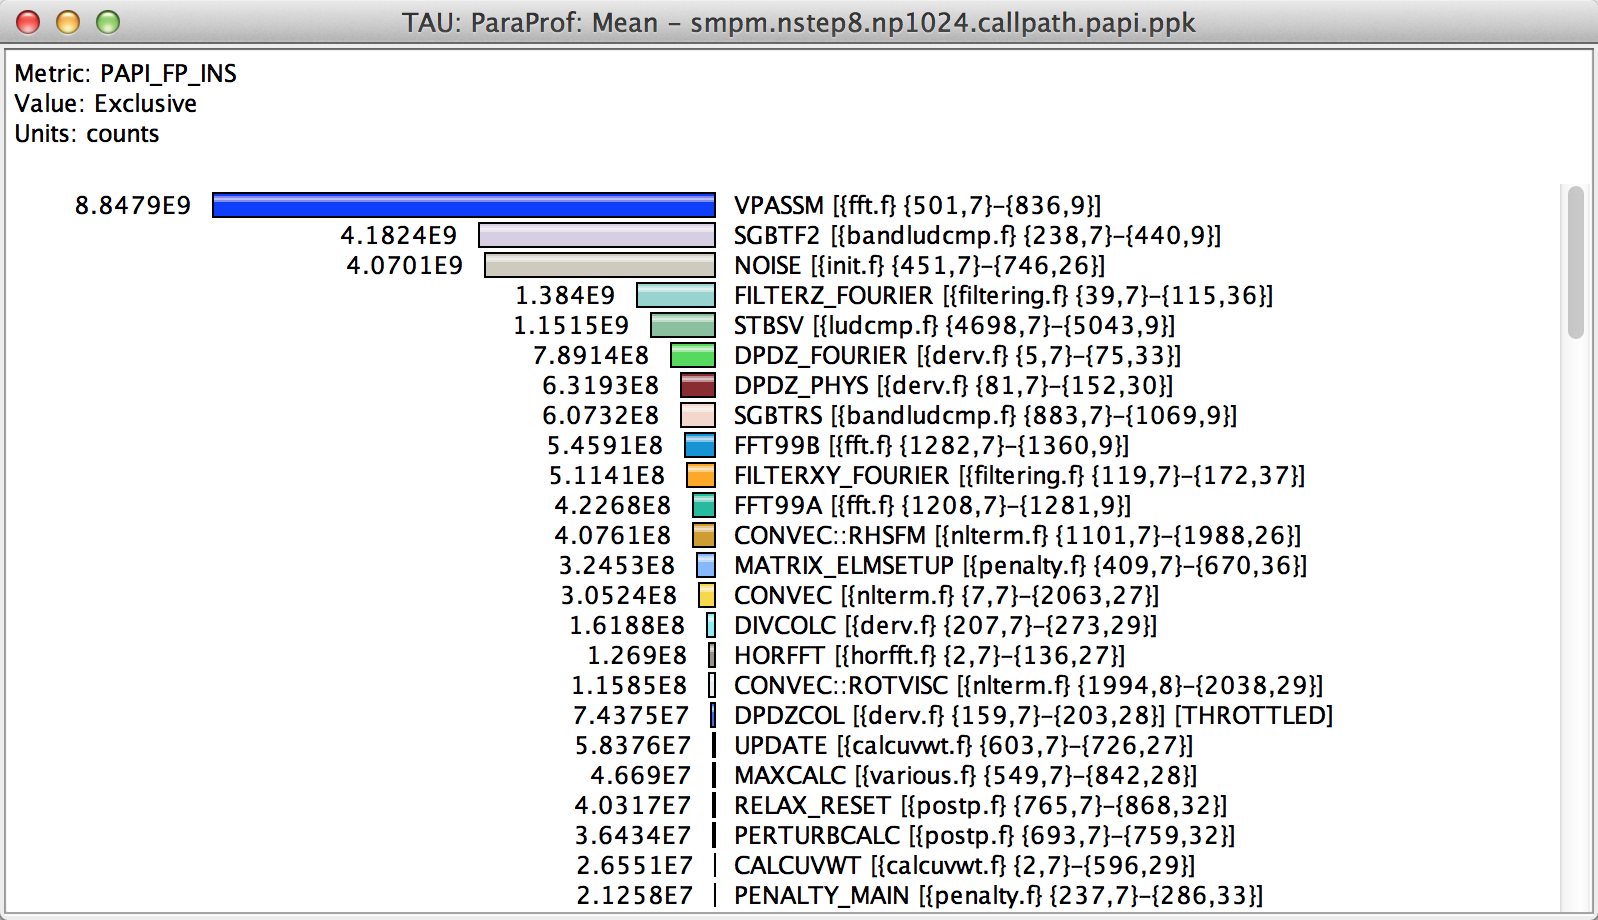 TAU: ParaProf: Mean – smpm.nstep8.np1024.callpath.papi.ppk
Metric: PAPI_FP_INS
Value: Exclusive
Units: counts
8.8479E9 VPASSM [{fft.f} {501,7}–{836,9}]
4.1824E9 SGBTF2 [{bandludcmp.f} {238,7}–{440,9}]
4.0701E9 NOISE [{init.f} {451,7}–{746,26}]
1.384E9 FILTERZ_FOURIER [{filtering.f} {39,7}–{115,36}]
1.1515E9 STBSV [{ludcmp.f} {4698,7}–{5043,9}]
7.8914E8 DPDZ_FOURIER [{derv.f} {5,7}–{75,33}]
6.3193E8 DPDZ_PHYS [{derv.f} {81,7}–{152,30}]
6.0732E8 SGBTRS [{bandludcmp.f} {883,7}–{1069,9}]
5.4591E8 FFT99B [{fft.f} {1282,7}–{1360,9}]
5.1141E8 FILTERXY_FOURIER [{filtering.f} {119,7}–{172,37}]
4.2268E8 FFT99A [{fft.f} {1208,7}–{1281,9}]
4.0761E8 CONVEC::RHSFM [{nlterm.f} {1101,7}–{1988,26}]
3.2453E8 MATRIX_ELMSETUP [{penalty.f} {409,7}–{670,36}]
3.0524E8 CONVEC [{nlterm.f} {7,7}–{2063,27}]
1.6188E8 DIVCOLC [{derv.f} {207,7}–{273,29}]
1.269E8 HORFFT [{horfft.f} {2,7}–{136,27}]
1.1585E8 CONVEC::ROTVISC [{nlterm.f} {1994,8}–{2038,29}]
7.4375E7 DPDZCOL [{derv.f} {159,7}–{203,28}] [THROTTLED]
5.8376E7 UPDATE [{calcuvwt.f} {603,7}–{726,27}]
4.669E7 MAXCALC [{various.f} {549,7}–{842,28}]
4.0317E7 RELAX_RESET [{postp.f} {765,7}–{868,32}]
3.6434E7 PERTURBCALC [{postp.f} {693,7}–{759,32}]
2.6551E7 CALCUVWT [{calcuvwt.f} {2,7}–{596,29}]
2.1258E7 PENALTY_MAIN [{penalty.f} {237,7}–{286,33}]